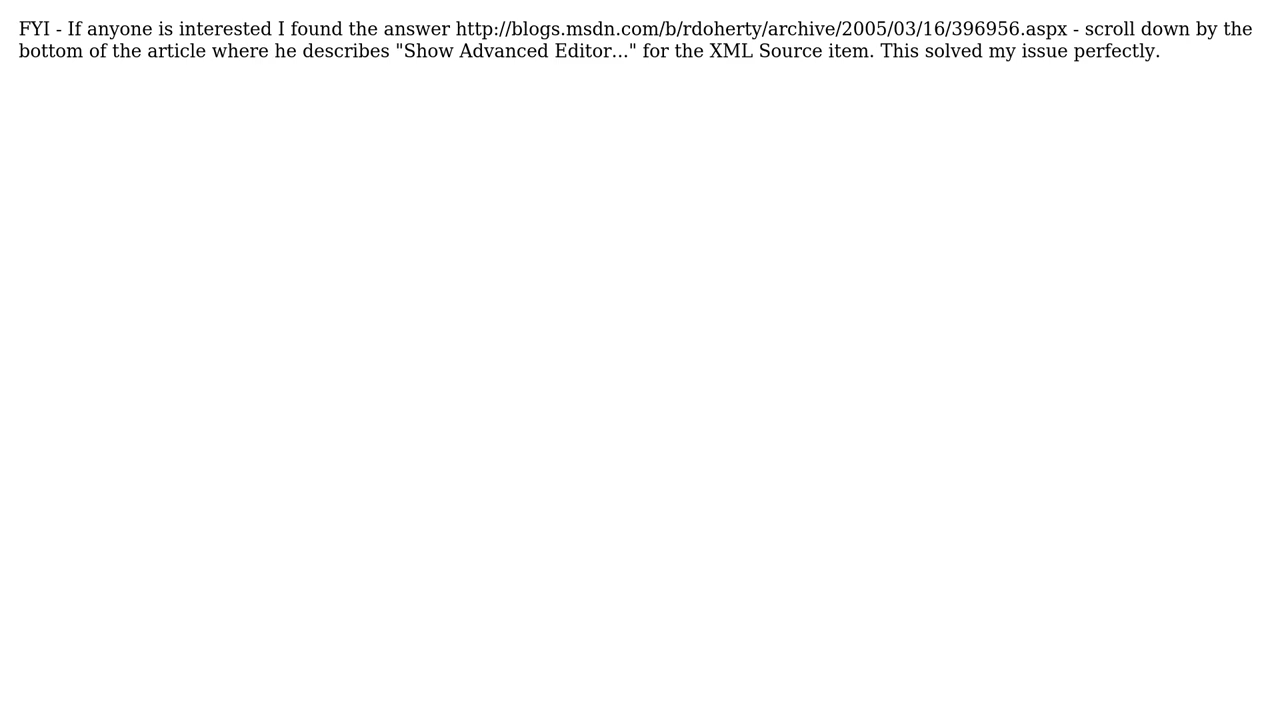 FYI - If anyone is interested I found the answer http://blogs.msdn.com/b/rdoherty/archive/2005/03/16/396956.aspx - scroll down by the
bottom of the article where he describes "Show Advanced Editor..." for the XML Source item. This solved my issue perfectly.